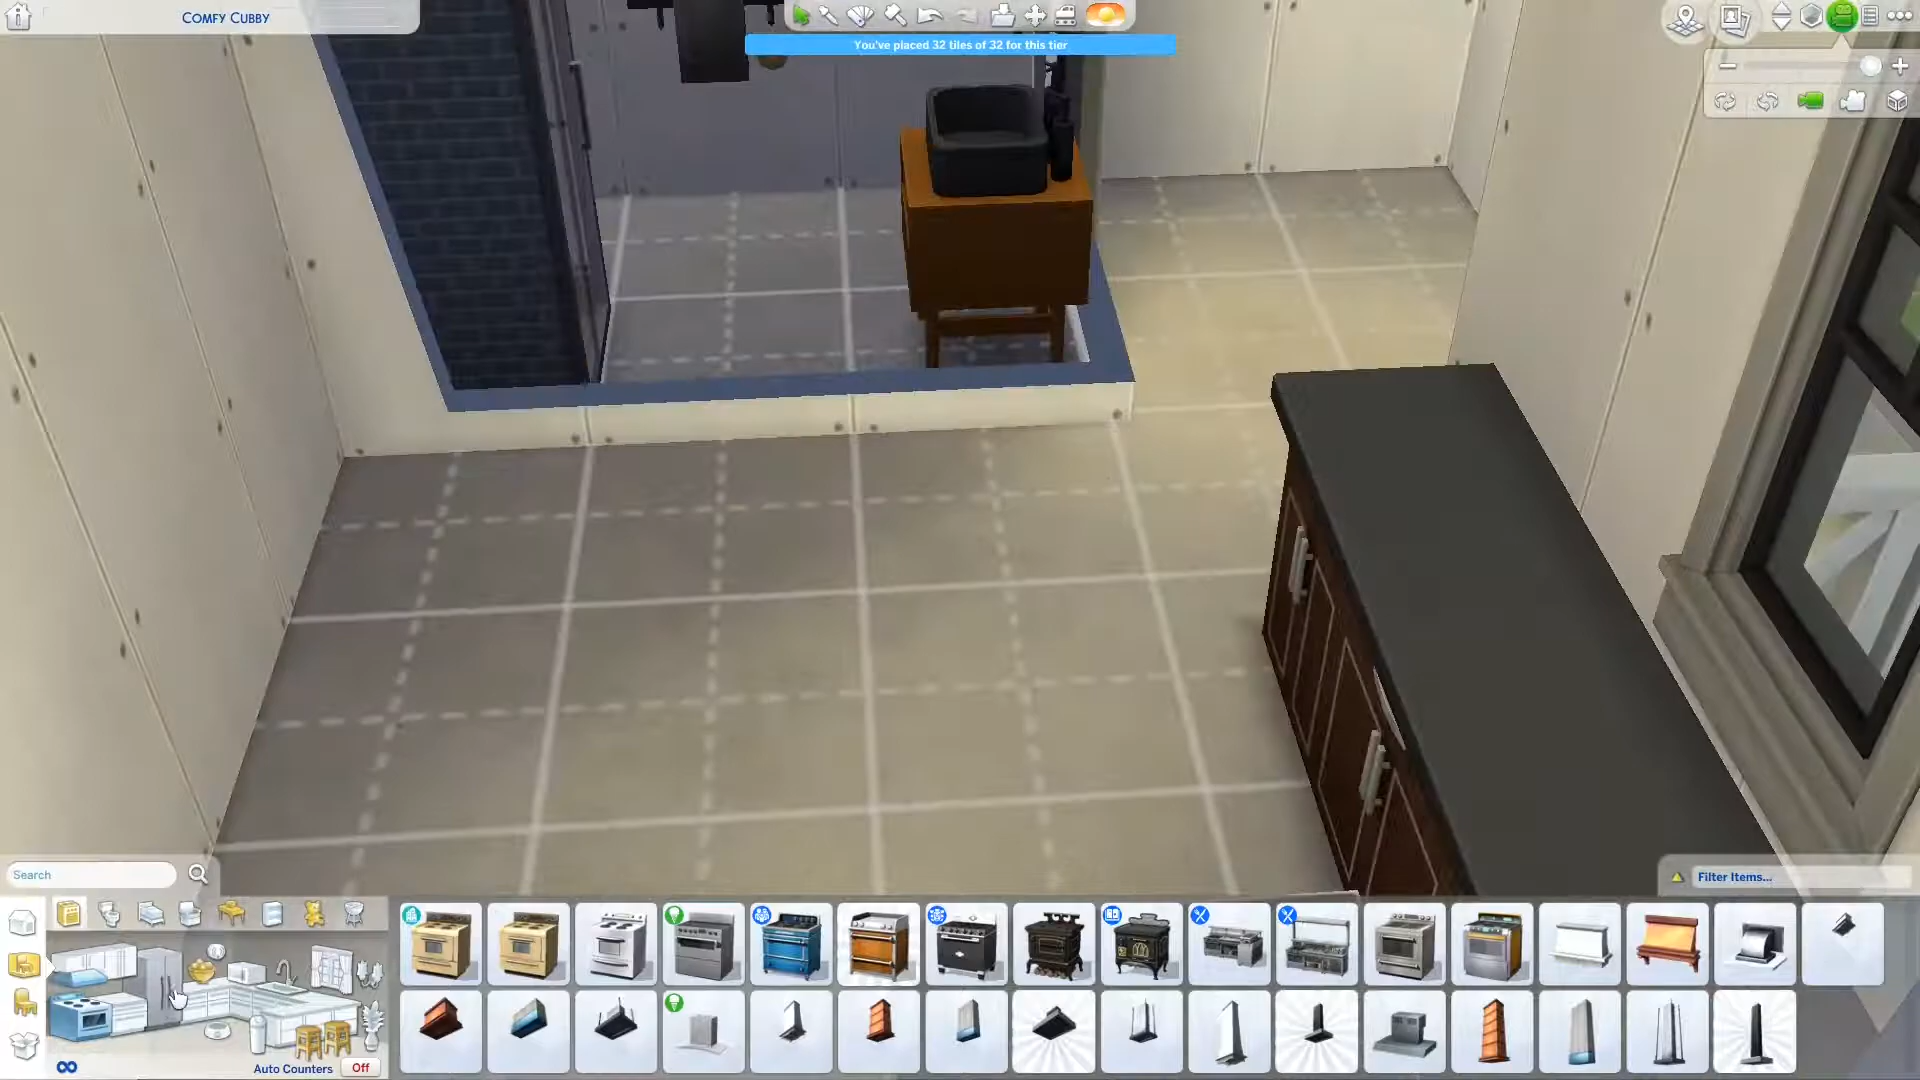 COMFY CUBBY
You've placed 32 tiles of 32 for this tier
Search
Filter Items...
Auto Counters
Off